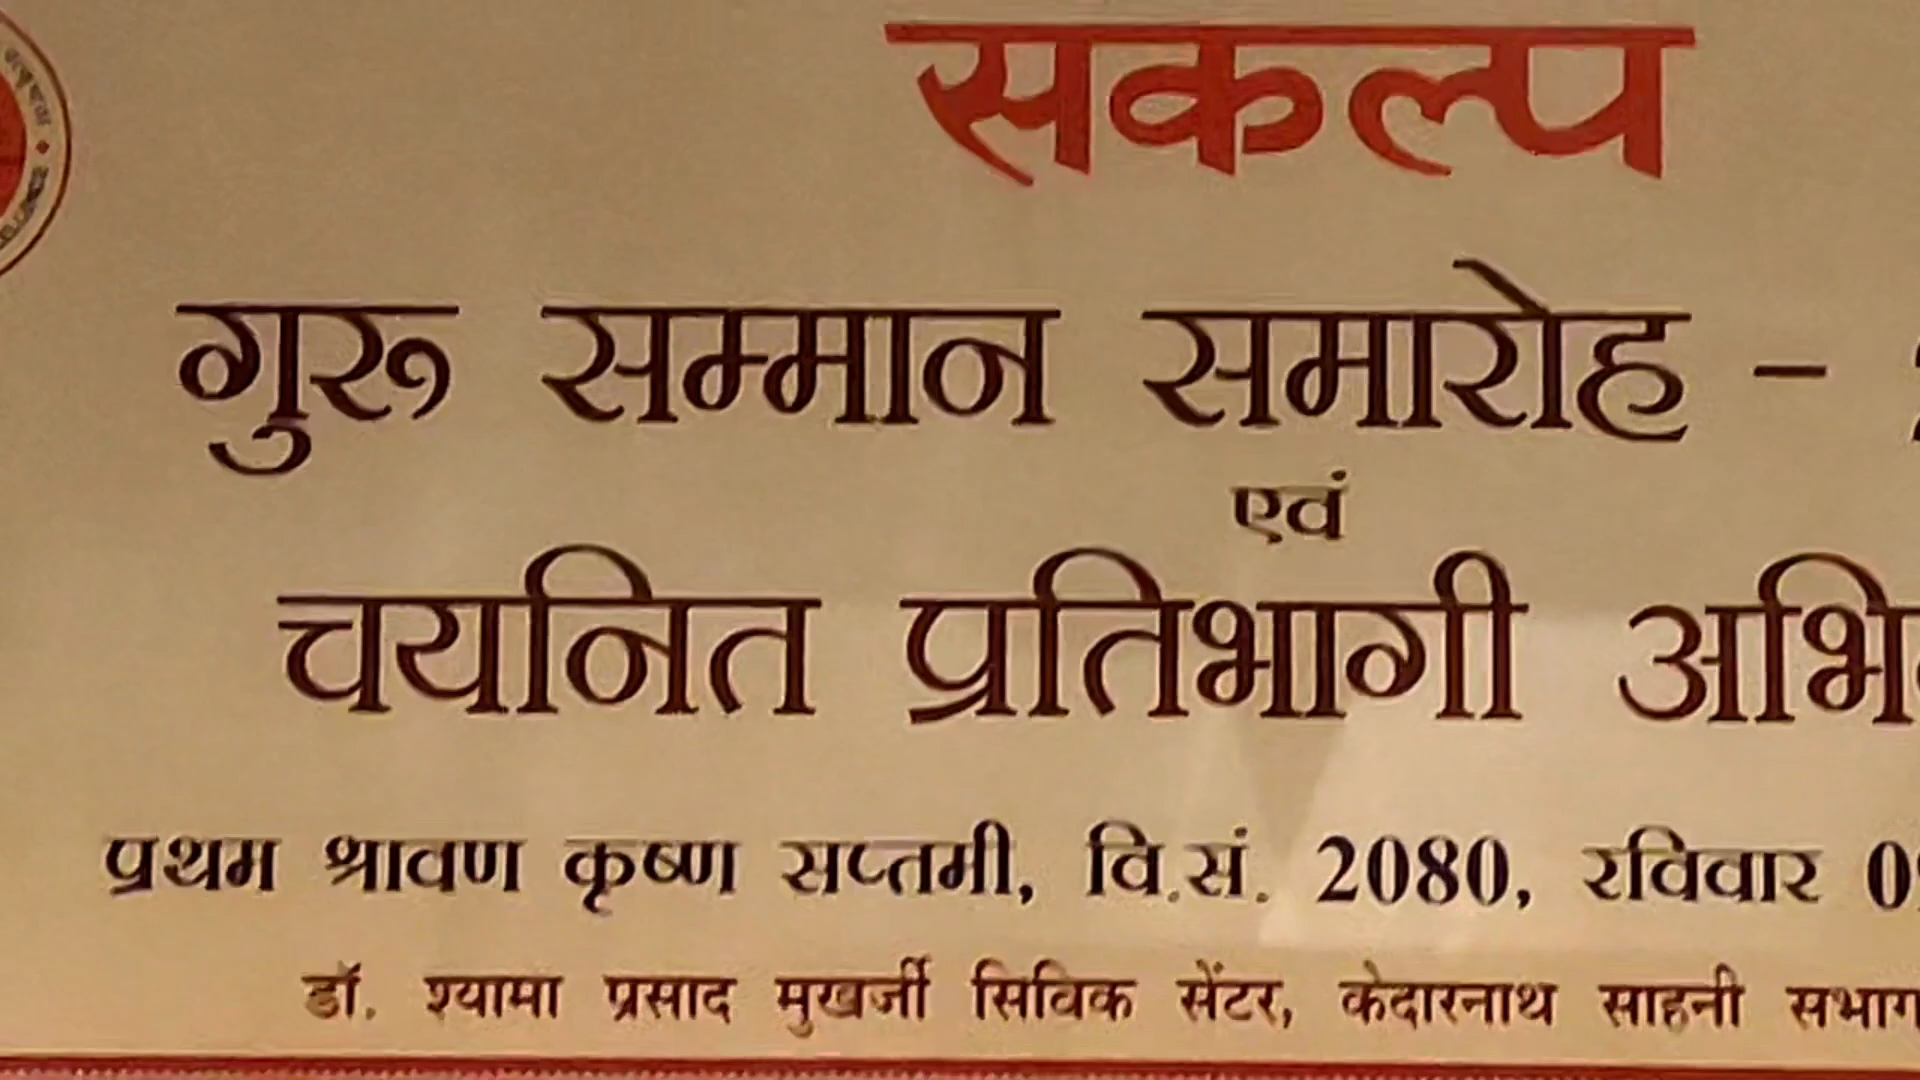 सकल्प
गुरु सम्मान समारोह –
एवं
चयनित प्रतिभागी
प्रथम श्रावण कृष्ण सप्तमी, वि.सं. 2080, रविवार
डॉ. श्यामा प्रसाद मुखर्जी सिविक सेंटर, केदारनाथ साहनी